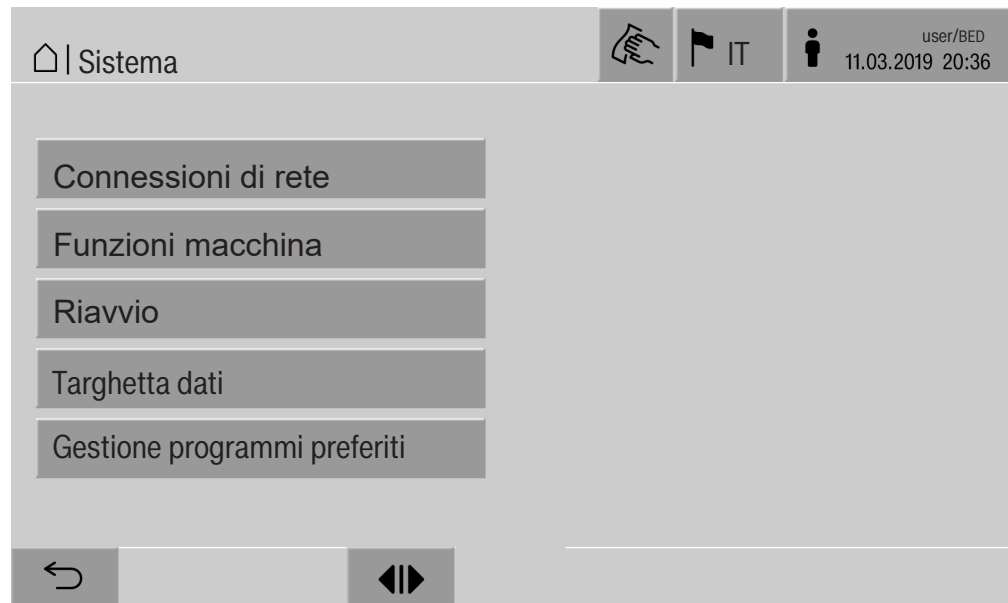 Sistema
IT
user/BED
11.03.2019 20:36
Connessioni di rete
Funzioni macchina
Riavvio
Targhetta dati
Gestione programmi preferiti